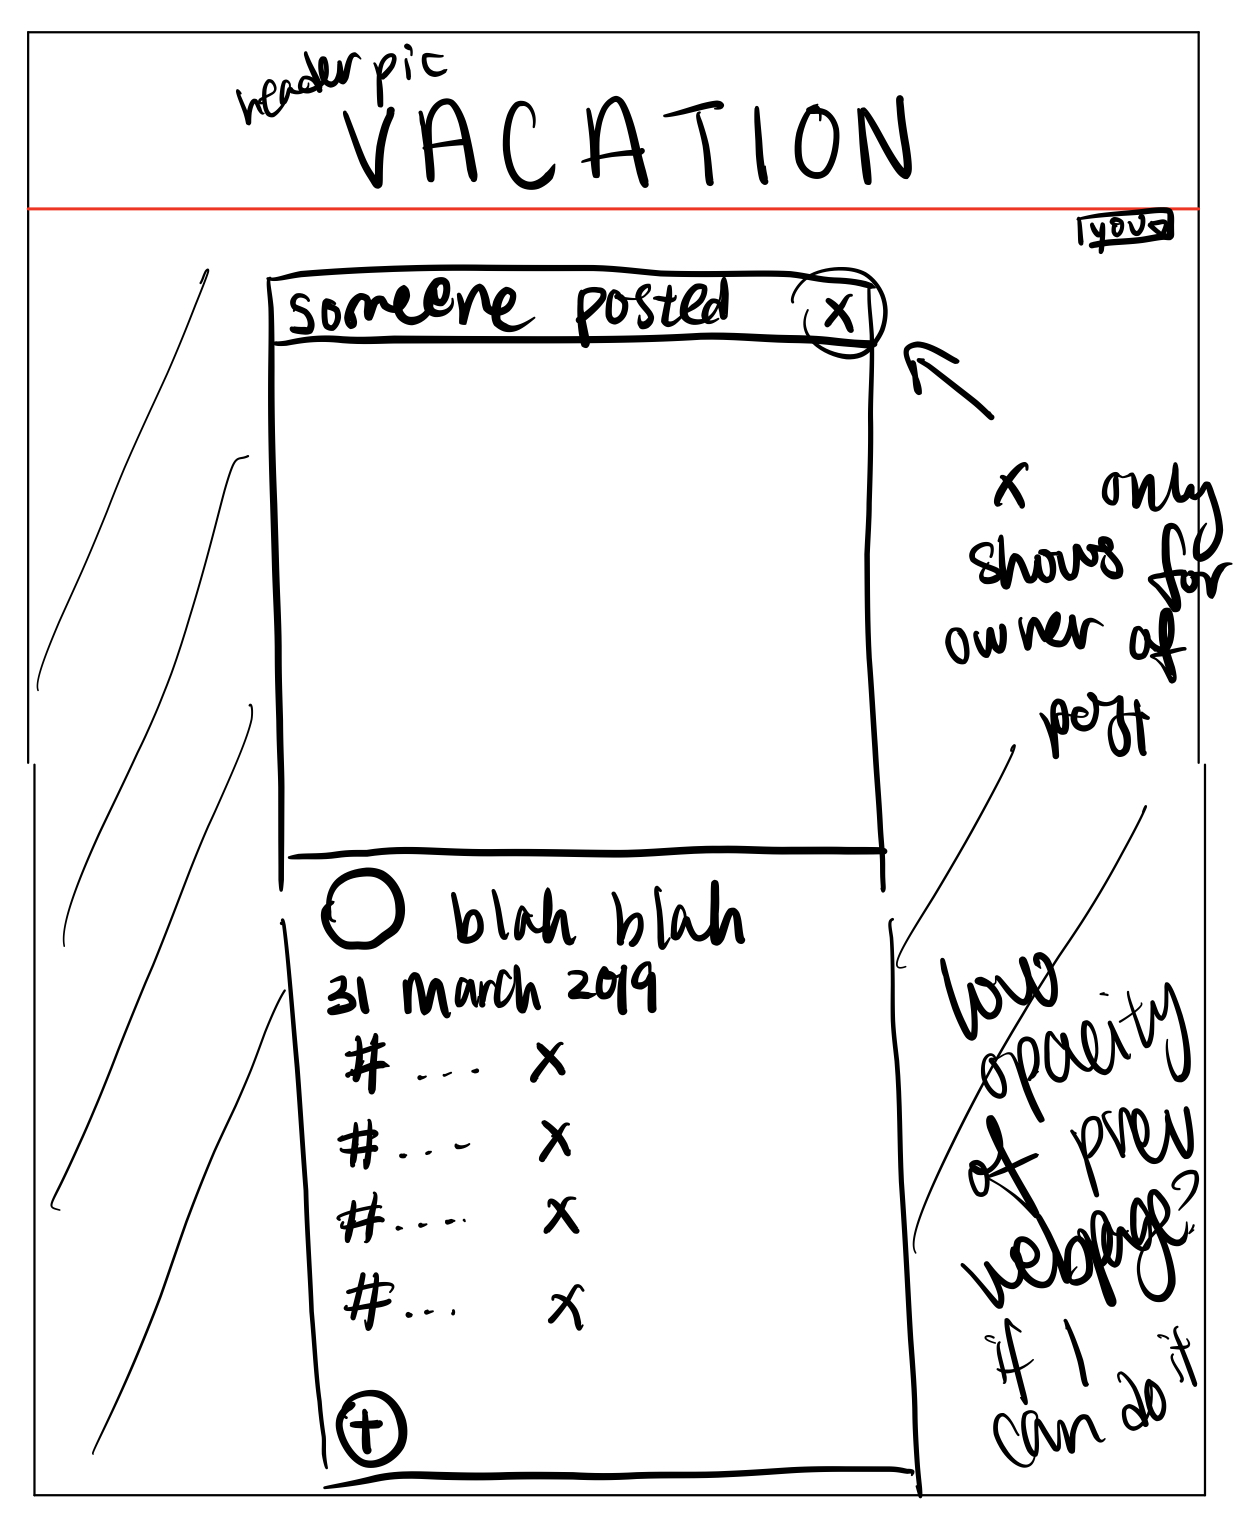 header pic
VACATION
you
someone posted X
x only
shows for
owner of
post
blah blah
31 march 2019
# ... x
# ... x
# .... x
# ... x
+
low
opacity
of prev
webpage?
if I
can do it